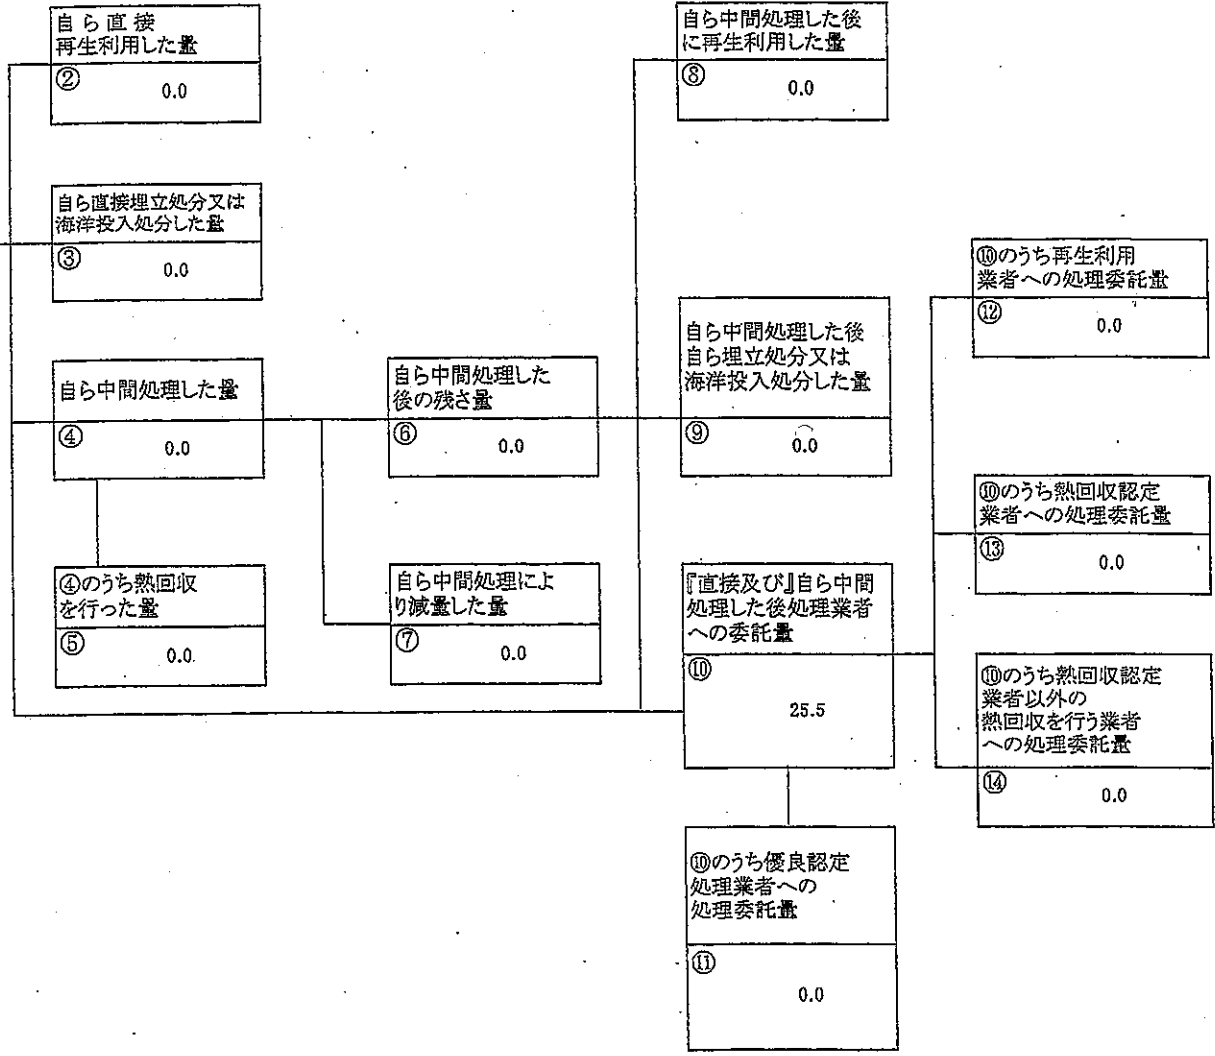 自ら直接
再生利用した量
②
0.0
自ら直接埋立処分又は
海洋投入処分した量
③
0.0
自ら中間処理した量
④
0.0
④のうち熱回収
を行った量
⑤
0.0
自ら中間処理した
後の残さ量
⑥
0.0
自ら中間処理によ
り減量した量
⑦
0.0
自ら中間処理した後
に再生利用した量
⑧
0.0
自ら中間処理した後
自ら埋立処分又は
海洋投入処分した量
⑨
0.0
『直接及び』自ら中間
処理した後処理業者
への委託量
⑩
25.5
⑩のうち優良認定
処理業者への
処理委託量
⑪
0.0
⑩のうち再生利用
業者への処理委託量
⑫
0.0
⑩のうち熱回収認定
業者への処理委託量
⑬
0.0
⑩のうち熱回収認定
業者以外の
熱回収を行う業者
への処理委託量
⑭
0.0